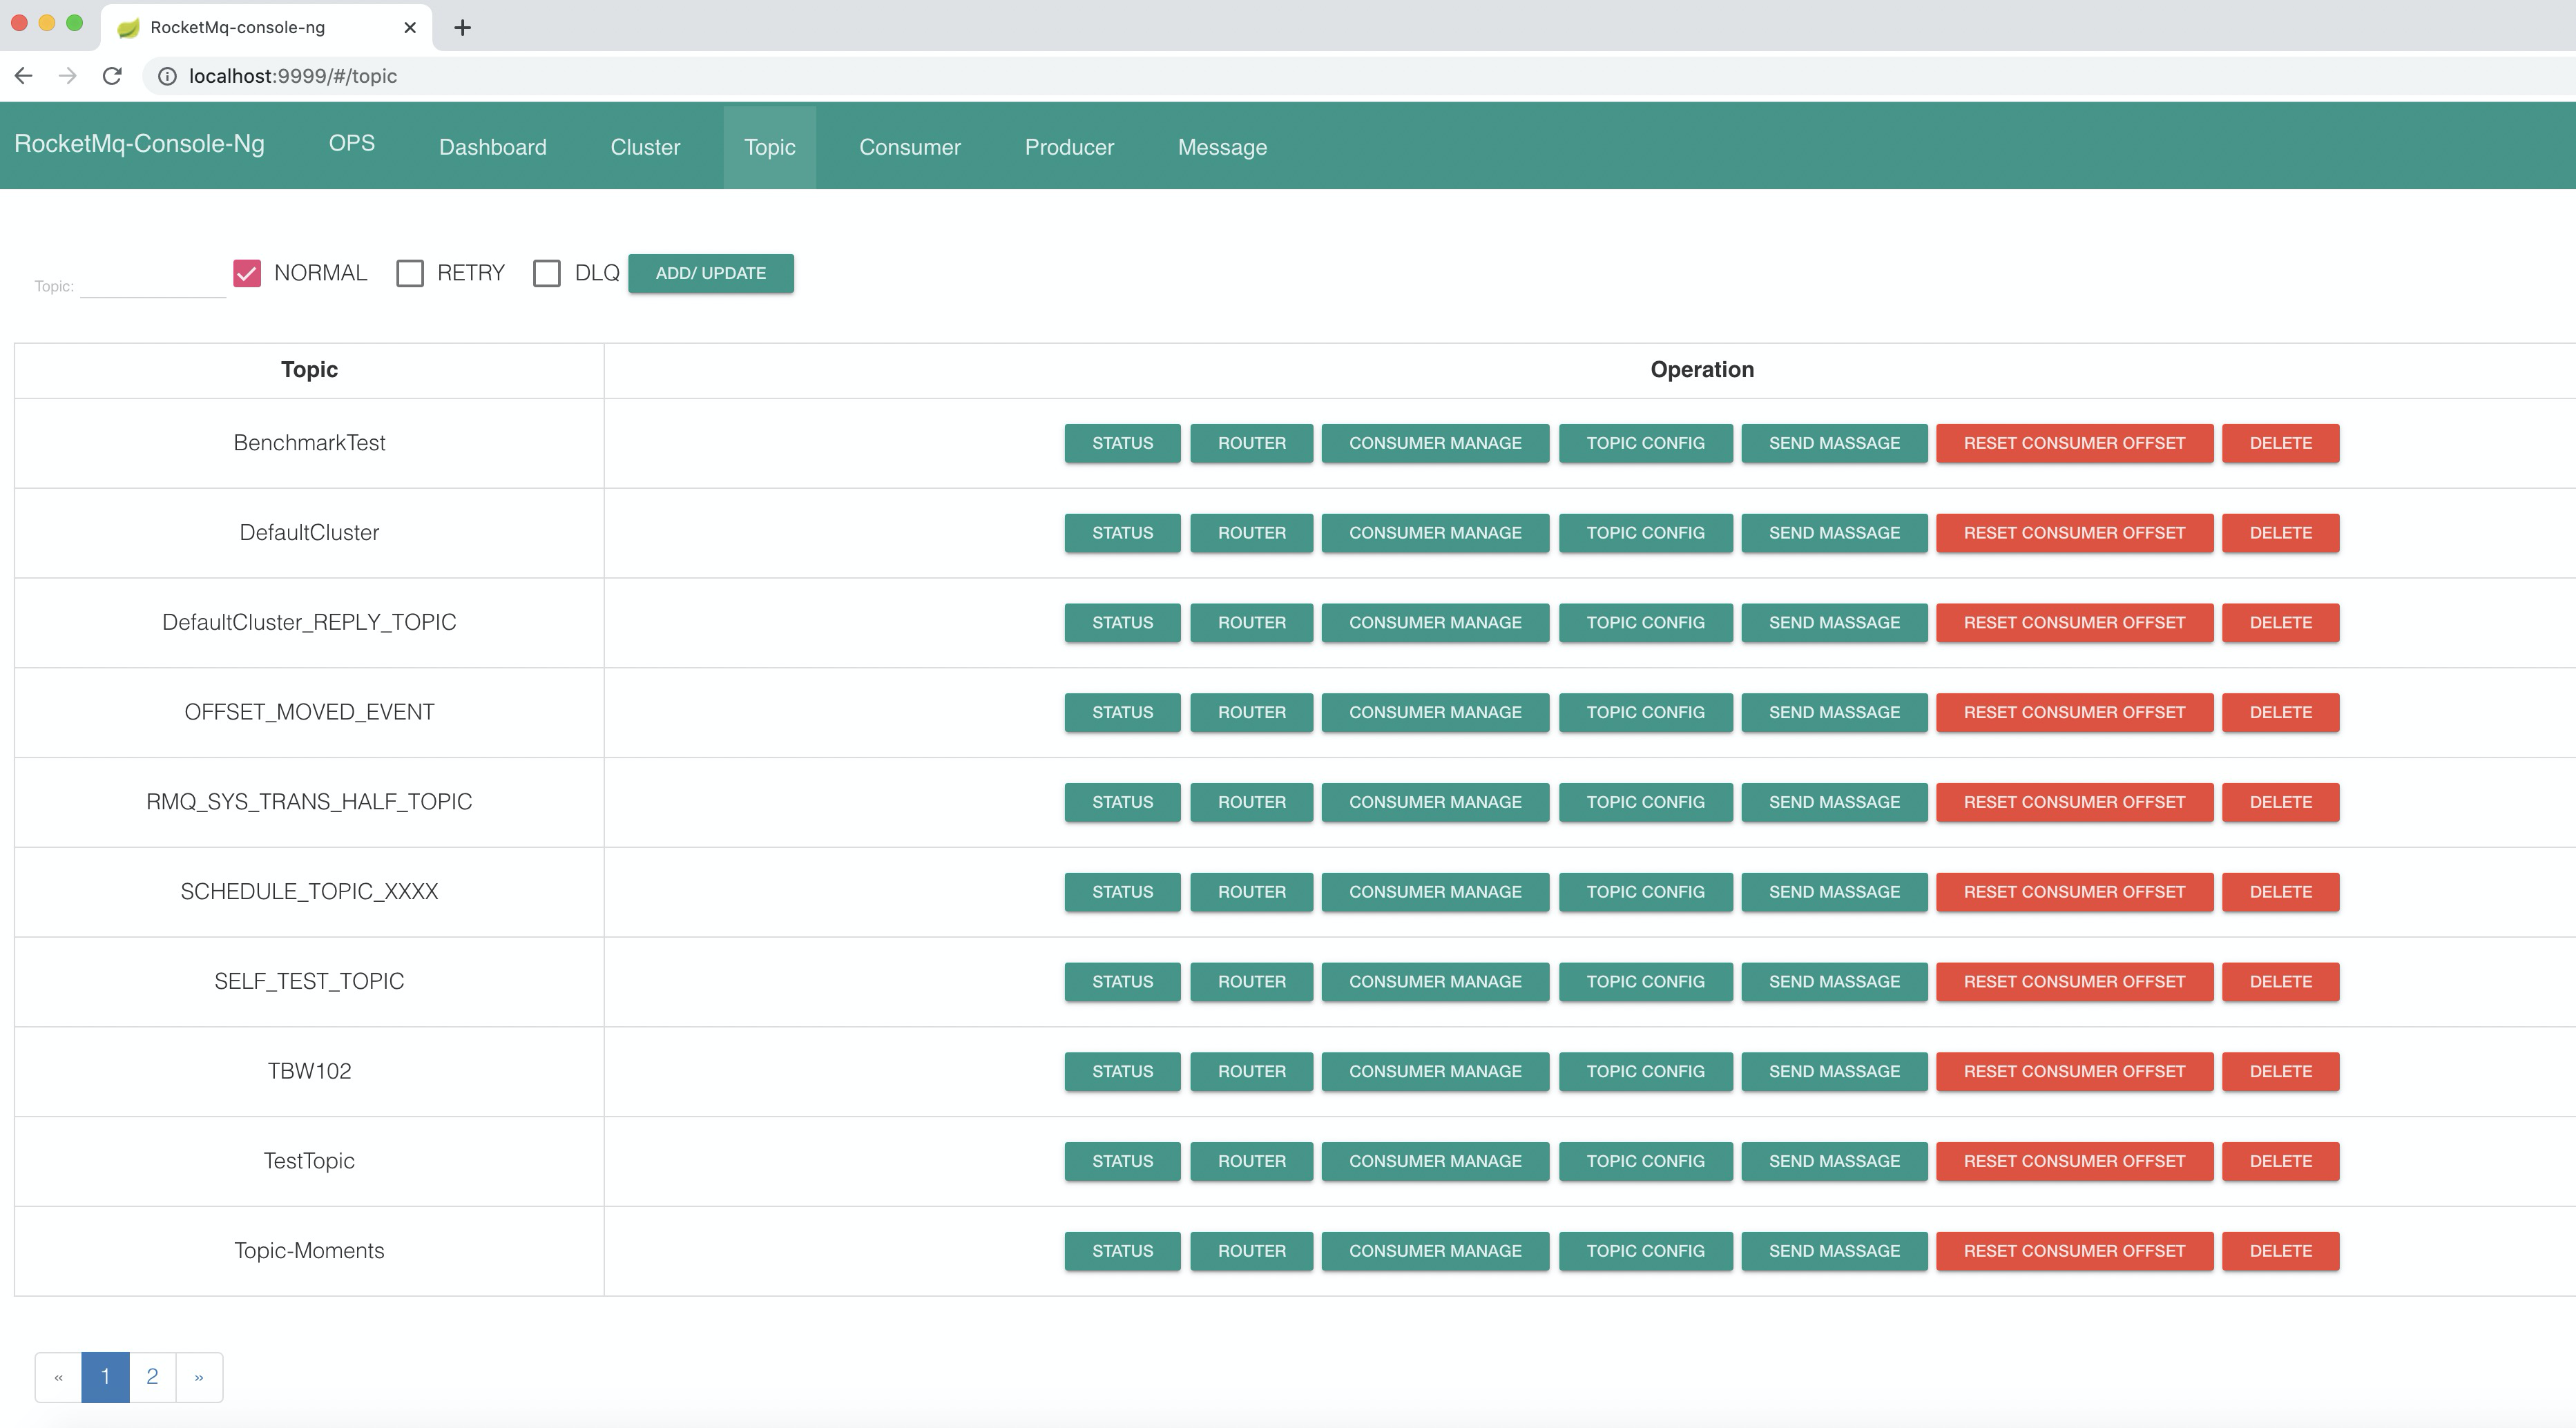 RocketMq-console-ng
localhost:9999/#/topic
RocketMq-Console-Ng OPS Dashboard Cluster Topic Consumer Producer Message
Topic: NORMAL RETRY DLQ ADD/ UPDATE
Topic Operation
BenchmarkTest STATUS ROUTER CONSUMER MANAGE TOPIC CONFIG SEND MASSAGE RESET CONSUMER OFFSET DELETE
DefaultCluster STATUS ROUTER CONSUMER MANAGE TOPIC CONFIG SEND MASSAGE RESET CONSUMER OFFSET DELETE
DefaultCluster_REPLY_TOPIC STATUS ROUTER CONSUMER MANAGE TOPIC CONFIG SEND MASSAGE RESET CONSUMER OFFSET DELETE
OFFSET_MOVED_EVENT STATUS ROUTER CONSUMER MANAGE TOPIC CONFIG SEND MASSAGE RESET CONSUMER OFFSET DELETE
RMQ_SYS_TRANS_HALF_TOPIC STATUS ROUTER CONSUMER MANAGE TOPIC CONFIG SEND MASSAGE RESET CONSUMER OFFSET DELETE
SCHEDULE_TOPIC_XXXX STATUS ROUTER CONSUMER MANAGE TOPIC CONFIG SEND MASSAGE RESET CONSUMER OFFSET DELETE
SELF_TEST_TOPIC STATUS ROUTER CONSUMER MANAGE TOPIC CONFIG SEND MASSAGE RESET CONSUMER OFFSET DELETE
TBW102 STATUS ROUTER CONSUMER MANAGE TOPIC CONFIG SEND MASSAGE RESET CONSUMER OFFSET DELETE
TestTopic STATUS ROUTER CONSUMER MANAGE TOPIC CONFIG SEND MASSAGE RESET CONSUMER OFFSET DELETE
Topic-Moments STATUS ROUTER CONSUMER MANAGE TOPIC CONFIG SEND MASSAGE RESET CONSUMER OFFSET DELETE
« 1 2 »